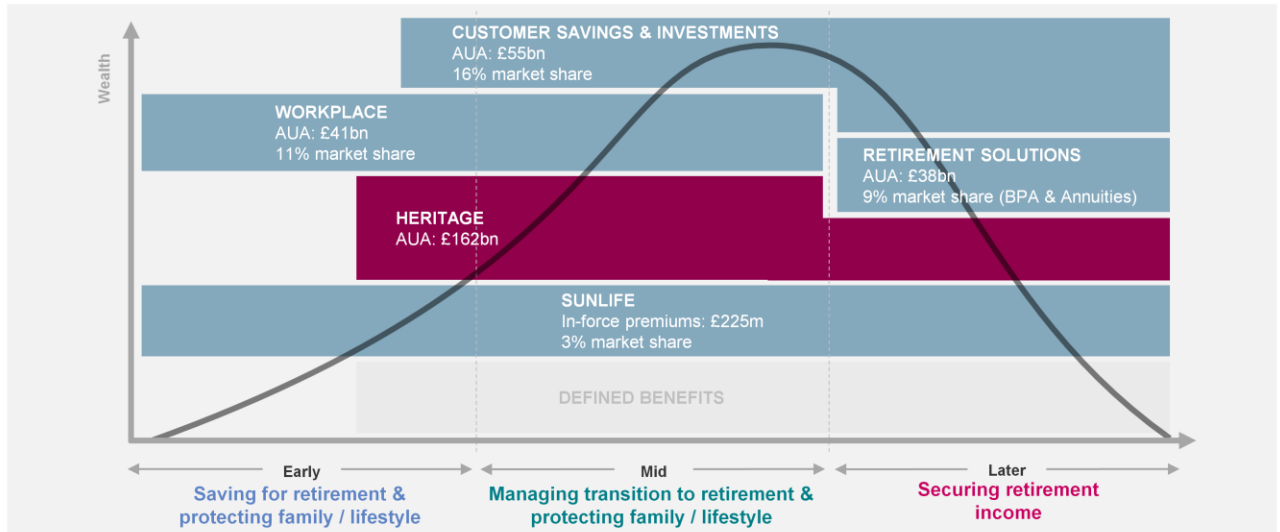 Wealth
CUSTOMER SAVINGS & INVESTMENTS
AUA: £55bn
16% market share
WORKPLACE
AUA: £41bn
11% market share
RETIREMENT SOLUTIONS
AUA: £38bn
9% market share (BPA & Annuities)
HERITAGE
AUA: £162bn
SUNLIFE
In-force premiums: £225m
3% market share
DEFINED BENEFITS
Early
Saving for retirement &
protecting family / lifestyle
Mid
Managing transition to retirement &
protecting family / lifestyle
Later
Securing retirement
income